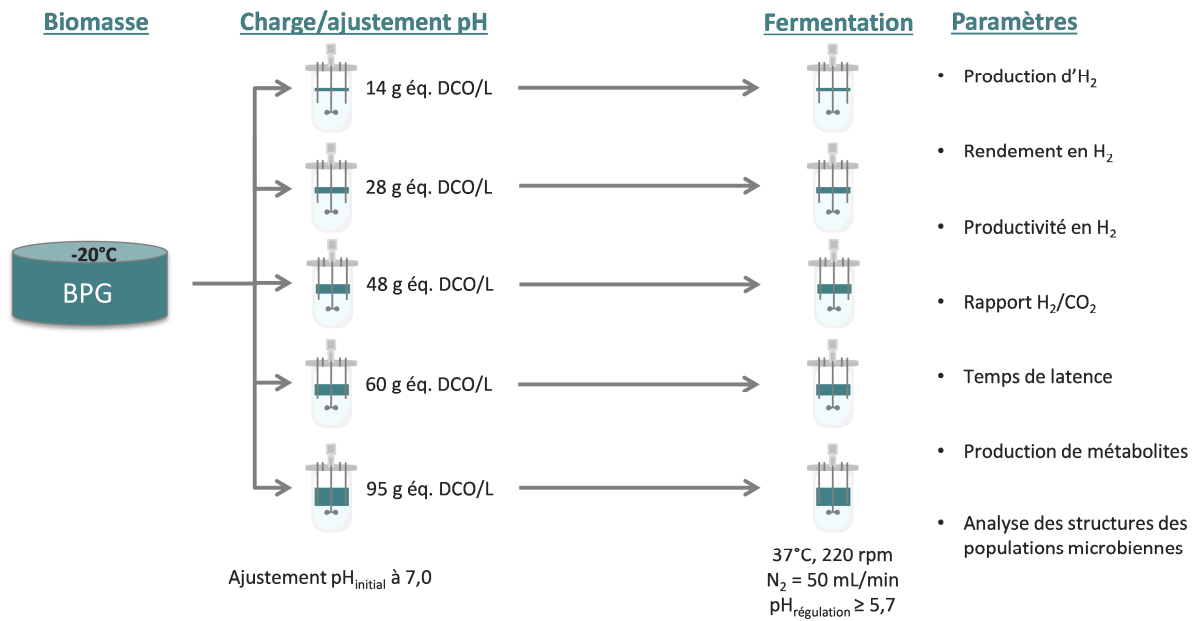 Biomasse
Charge/ajustement pH
Fermentation
Paramètres
-20°C
BPG
14 g éq. DCO/L
28 g éq. DCO/L
48 g éq. DCO/L
60 g éq. DCO/L
95 g éq. DCO/L
Ajustement pHinitial à 7,0
37°C, 220 rpm
N2 = 50 mL/min
pHrégulation ≥ 5,7
• Production d’H2
• Rendement en H2
• Productivité en H2
• Rapport H2/CO2
• Temps de latence
• Production de métabolites
• Analyse des structures des
populations microbiennes